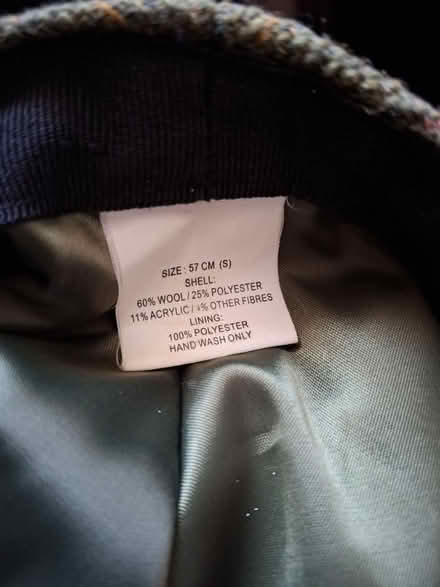 SIZE: 57 CM (S)
SHELL:
60% WOOL / 25% POLYESTER
11% ACRYLIC / 4% OTHER FIBRES
LINING:
100% POLYESTER
HAND WASH ONLY